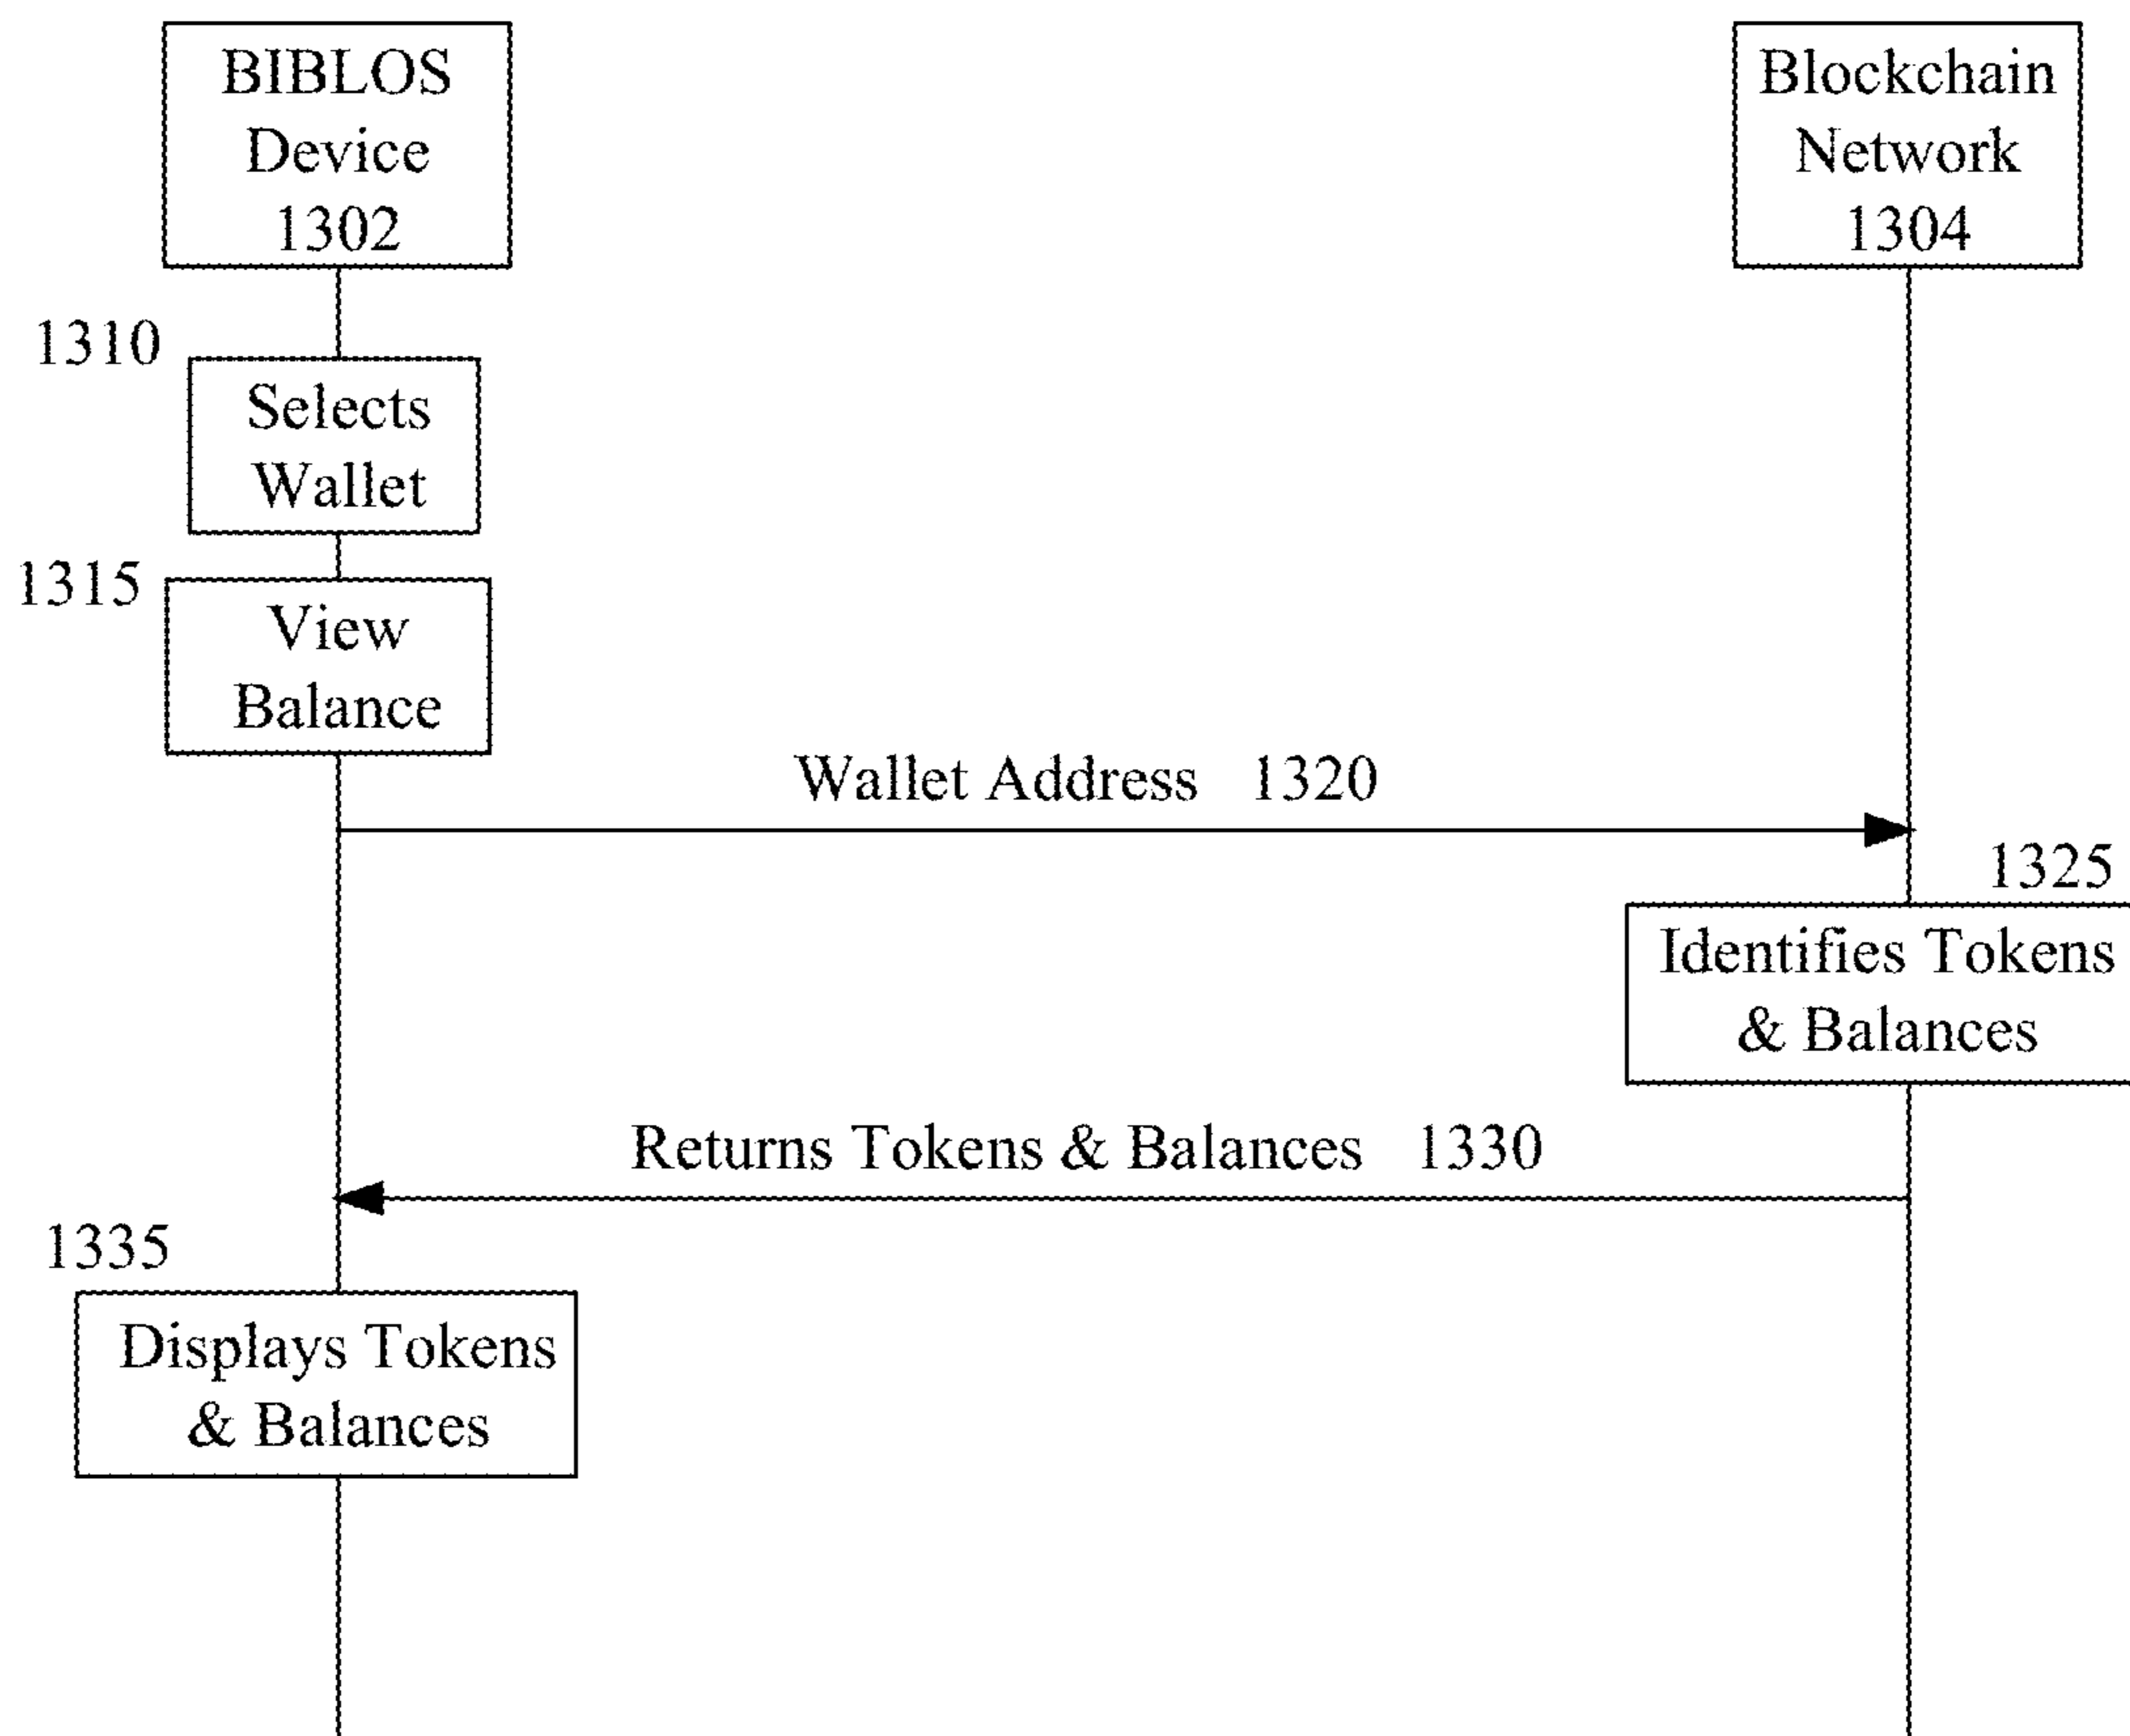 BIBLOS
Device
1302
Blockchain
Network
1304
1310
Selects
Wallet
1315
View
Balance
Wallet Address 1320
1325
Identifies Tokens
& Balances
Returns Tokens & Balances 1330
1335
Displays Tokens
& Balances